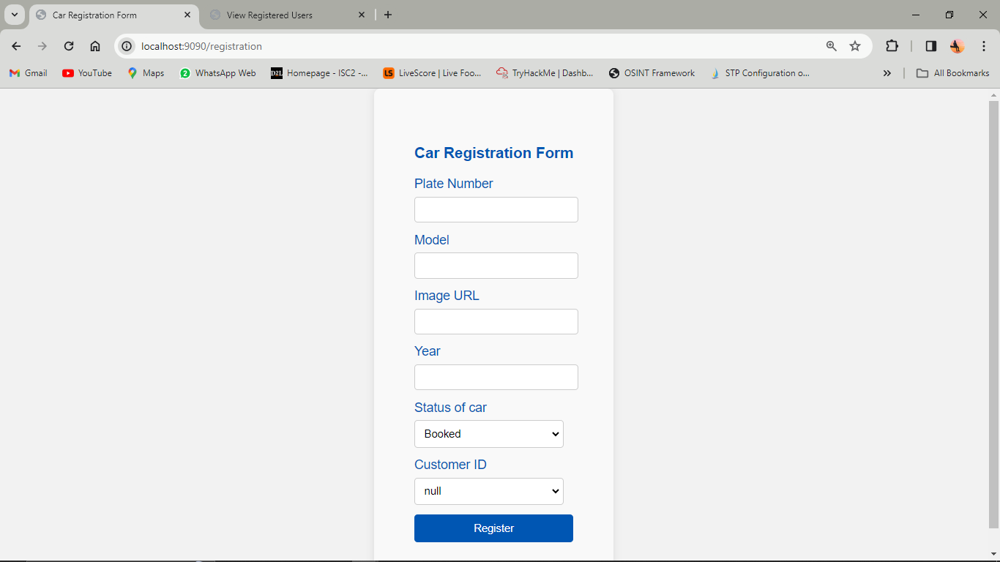 Car Registration Form
View Registered Users
localhost:9090/registration
Gmail
YouTube
Maps
2
WhatsApp Web
D2L
Homepage - ISC2 -...
LS
LiveScore | Live Foo...
TryHackMe | Dashb...
OSINT Framework
STP Configuration o...
All Bookmarks
Car Registration Form
Plate Number
Model
Image URL
Year
Status of car
Booked
Customer ID
null
Register